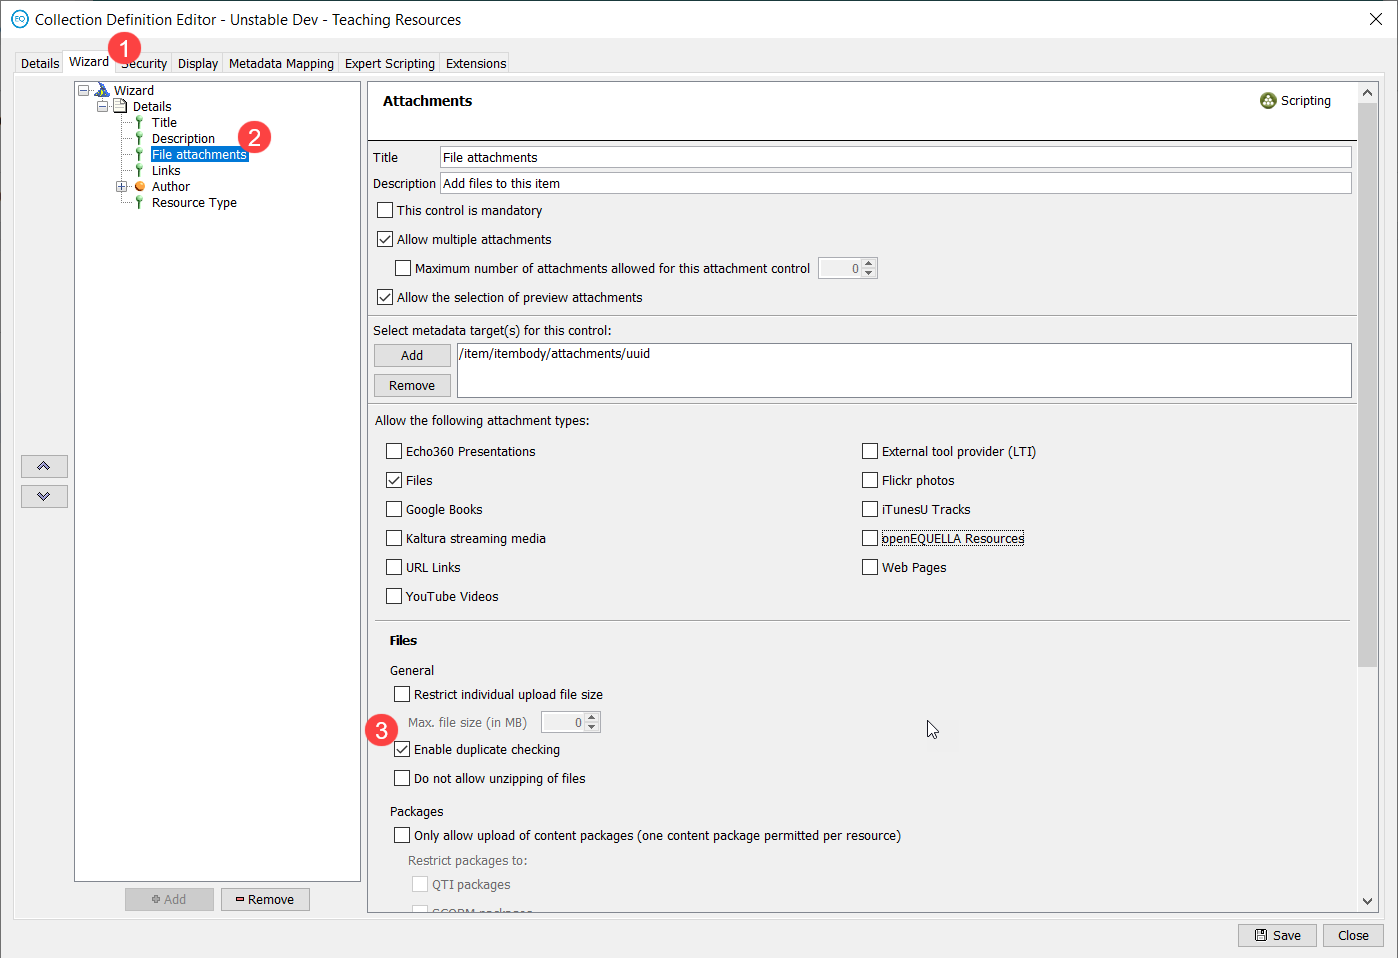 EQ Collection Definition Editor - Unstable Dev - Teaching Resources
Details Wizard 1 Security Display Metadata Mapping Expert Scripting Extensions
Wizard
Details
Title
Description 2
File attachments
Links
Author
Resource Type
Add Remove
Attachments Scripting
Title File attachments
Description Add files to this item
This control is mandatory
Allow multiple attachments
Maximum number of attachments allowed for this attachment control 0
Allow the selection of preview attachments
Select metadata target(s) for this control:
Add /item/itembody/attachments/uuid
Remove
Allow the following attachment types:
Echo360 Presentations External tool provider (LTI)
Files Flickr photos
Google Books iTunesU Tracks
Kaltura streaming media openEQUELLA Resources
URL Links Web Pages
YouTube Videos
Files
General
Restrict individual upload file size
Max. file size (in MB) 0
3
Enable duplicate checking
Do not allow unzipping of files
Packages
Only allow upload of content packages (one content package permitted per resource)
Restrict packages to:
QTI packages
SCORM packages
Save Close